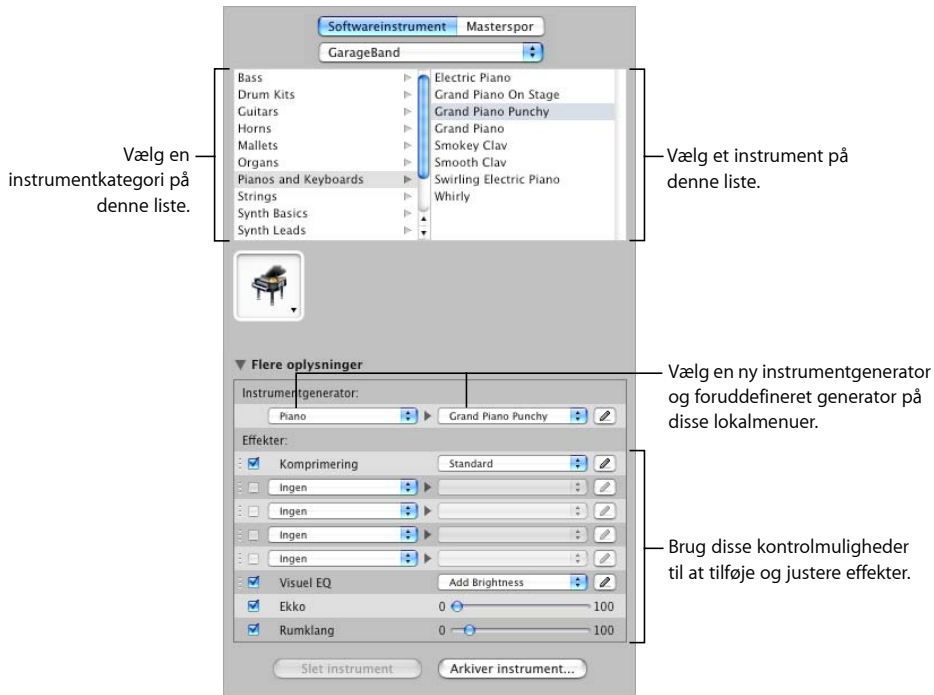 Softwareinstrument Masterspor
GarageBand
Vælg en
instrumentkategori på
denne liste.
Bass
Drum Kits
Guitars
Horns
Mallets
Organs
Pianos and Keyboards
Strings
Synth Basics
Synth Leads
Electric Piano
Grand Piano On Stage
Grand Piano Punchy
Grand Piano
Smokey Clav
Smooth Clav
Swirling Electric Piano
Whirly
Vælg et instrument på
denne liste.
Flere oplysninger
Instrumentgenerator:
Piano Grand Piano Punchy
Vælg en ny instrumentgenerator
og foruddefineret generator på
disse lokalmenuer.
Effekter:
Komprimering Standard
Ingen
Ingen
Ingen
Ingen
Visuel EQ Add Brightness
Ekko 0 100
Rumklang 0 100
Brug disse kontrolmuligheder
til at tilføje og justere effekter.
Slet instrument Arkiver instrument...